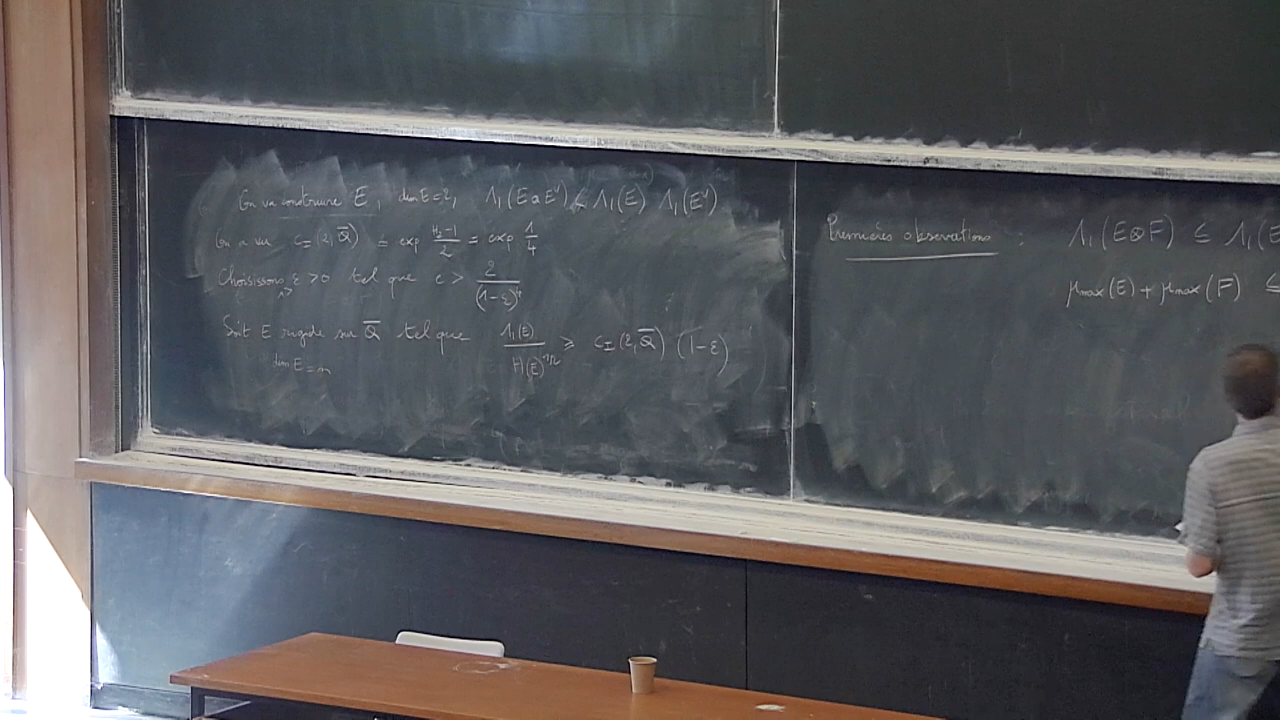 On va construire E, dim E = 2, Λ₁(E⊗E^v) < Λ₁(E) Λ₁(E^v)
On a vu c_I(2, Q̅) = exp (H₂-1)/2 = exp 1/4
Choisissons ε > 0 tel que e > 2/(1-ε)⁴
Soit E rigide sur Q̅ tel que Λ₁(E)/H(E)^{1/2} ≥ c_I(2, Q̅) (1-ε)
dim E = n
Premières observations : Λ₁(E⊗F) ≤ Λ₁(E
μmax(E) + μmax(F) ≤